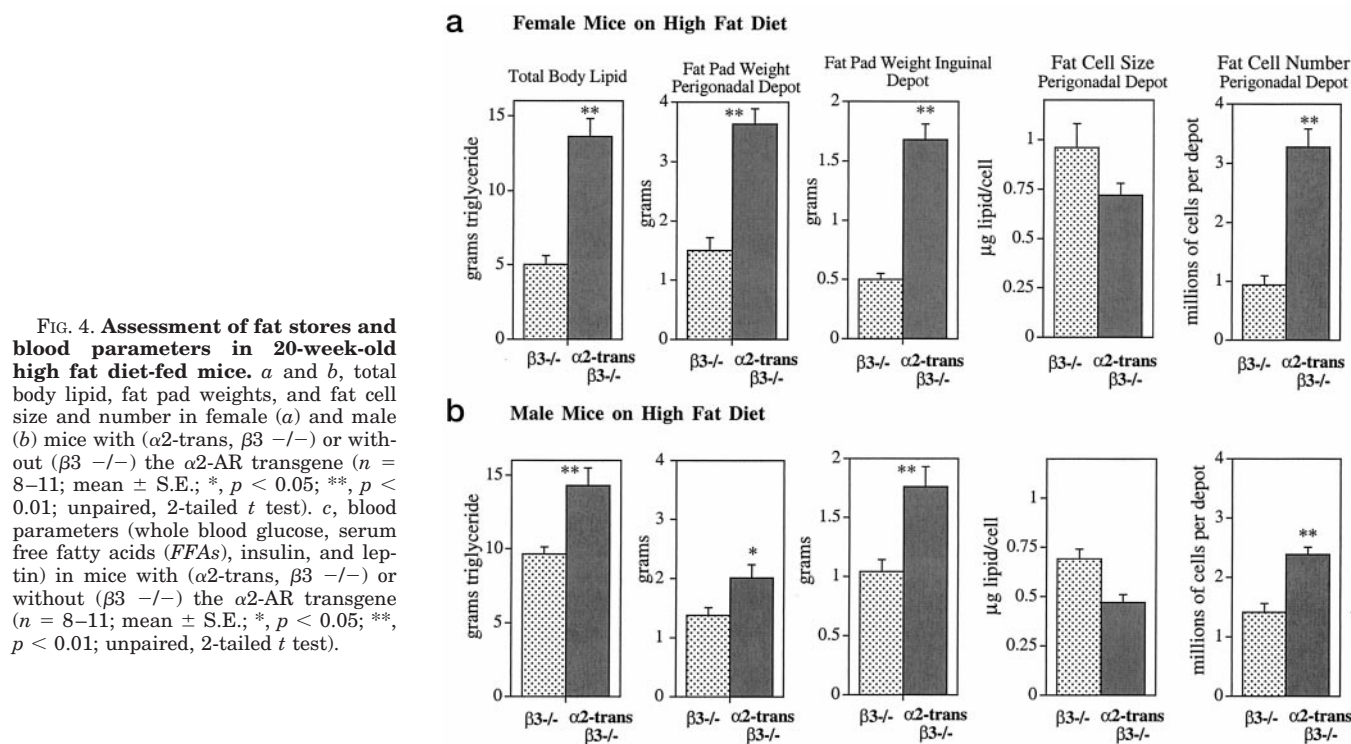 a Female Mice on High Fat Diet
Total Body Lipid
Fat Pad Weight
Perigonadal Depot
Fat Pad Weight Inguinal
Depot
Fat Cell Size
Perigonadal Depot
Fat Cell Number
Perigonadal Depot
grams triglyceride
15
10
5
0
**
β3-/- α2-trans
β3-/-
grams
4
3
2
1
0
**
β3-/- α2-trans
β3-/-
grams
2
1.5
1
0.5
0
**
β3-/- α2-trans
β3-/-
µg lipid/cell
1
0.75
0.5
0.25
0
β3-/- α2-trans
β3-/-
millions of cells per depot
4
3
2
1
0
**
β3-/- α2-trans
β3-/-
FIG. 4. Assessment of fat stores and
blood parameters in 20-week-old
high fat diet-fed mice. a and b, total
body lipid, fat pad weights, and fat cell
size and number in female (a) and male
(b) mice with (α2-trans, β3 −/−) or with-
out (β3 −/−) the α2-AR transgene (n =
8–11; mean ± S.E.; *, p < 0.05; **, p <
0.01; unpaired, 2-tailed t test). c, blood
parameters (whole blood glucose, serum
free fatty acids (FFAs), insulin, and lep-
tin) in mice with (α2-trans, β3 −/−) or
without (β3 −/−) the α2-AR transgene
(n = 8–11; mean ± S.E.; *, p < 0.05; **,
p < 0.01; unpaired, 2-tailed t test).
b Male Mice on High Fat Diet
grams triglyceride
15
10
5
0
**
β3-/- α2-trans
β3-/-
grams
4
3
2
1
0
*
β3-/- α2-trans
β3-/-
grams
2
1.5
1
0.5
0
**
β3-/- α2-trans
β3-/-
µg lipid/cell
1
0.75
0.5
0.25
0
β3-/- α2-trans
β3-/-
millions of cells per depot
4
3
2
1
0
**
β3-/- α2-trans
β3-/-